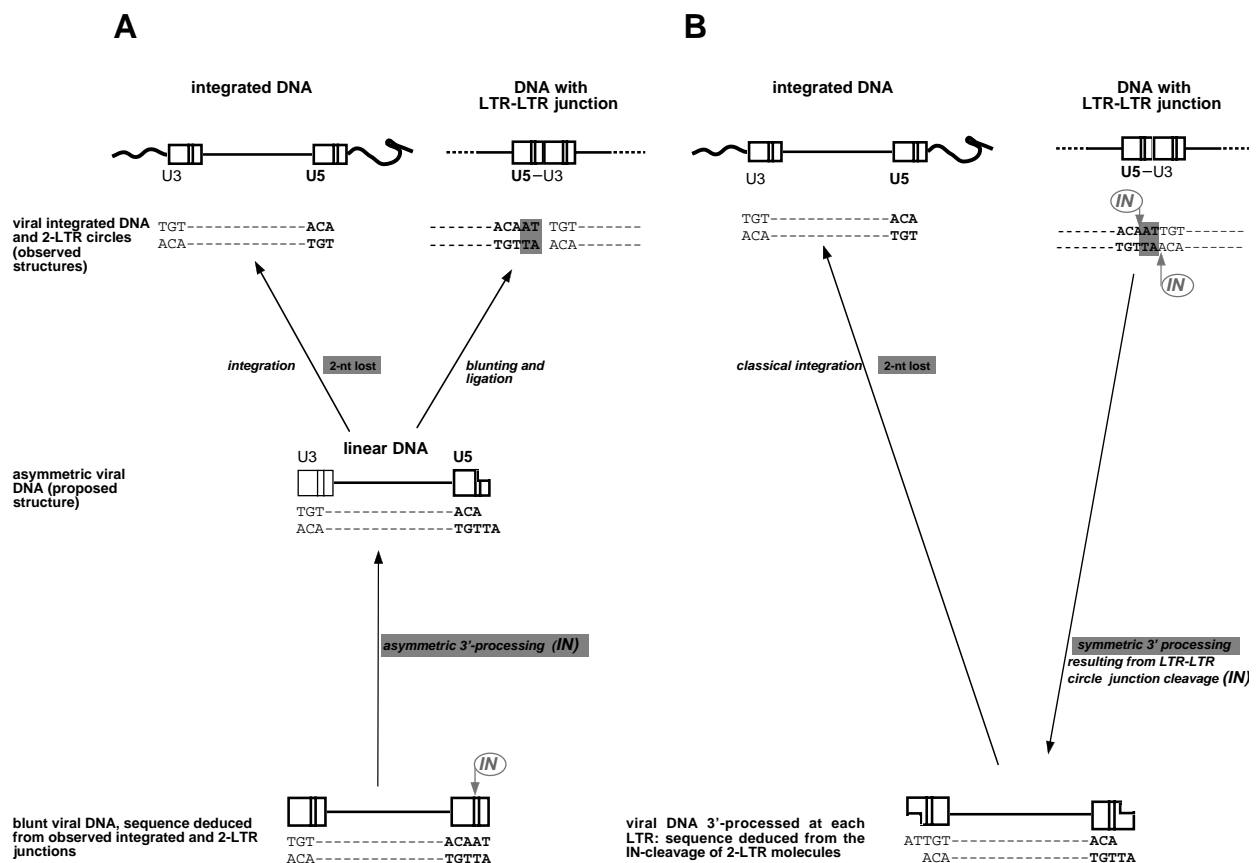 A
integrated DNA
DNA with
LTR-LTR junction
U3
U5
U5–U3
viral integrated DNA
and 2-LTR circles
(observed
structures)
TGT--------------ACA
ACA--------------TGT
-------ACAAT TGT-------
-------TGTTA ACA-------
integration
2-nt lost
blunting and
ligation
linear DNA
U3
U5
asymmetric viral
DNA (proposed
structure)
TGT--------------ACA
ACA--------------TGTTA
asymmetric 3'-processing (IN)
IN
blunt viral DNA, sequence deduced
from observed integrated and 2-LTR
junctions
TGT--------------ACAAT
ACA--------------TGTTA
B
integrated DNA
DNA with
LTR-LTR junction
U3
U5
U5–U3
TGT--------------ACA
ACA--------------TGT
IN
------ACAATTGT-------
------TGTTAACA-------
IN
classical integration
2-nt lost
symmetric 3' processing
resulting from LTR-LTR
circle junction cleavage (IN)
viral DNA 3'-processed at each
LTR: sequence deduced from the
IN-cleavage of 2-LTR molecules
ATTGT--------------ACA
ACA--------------TGTTA